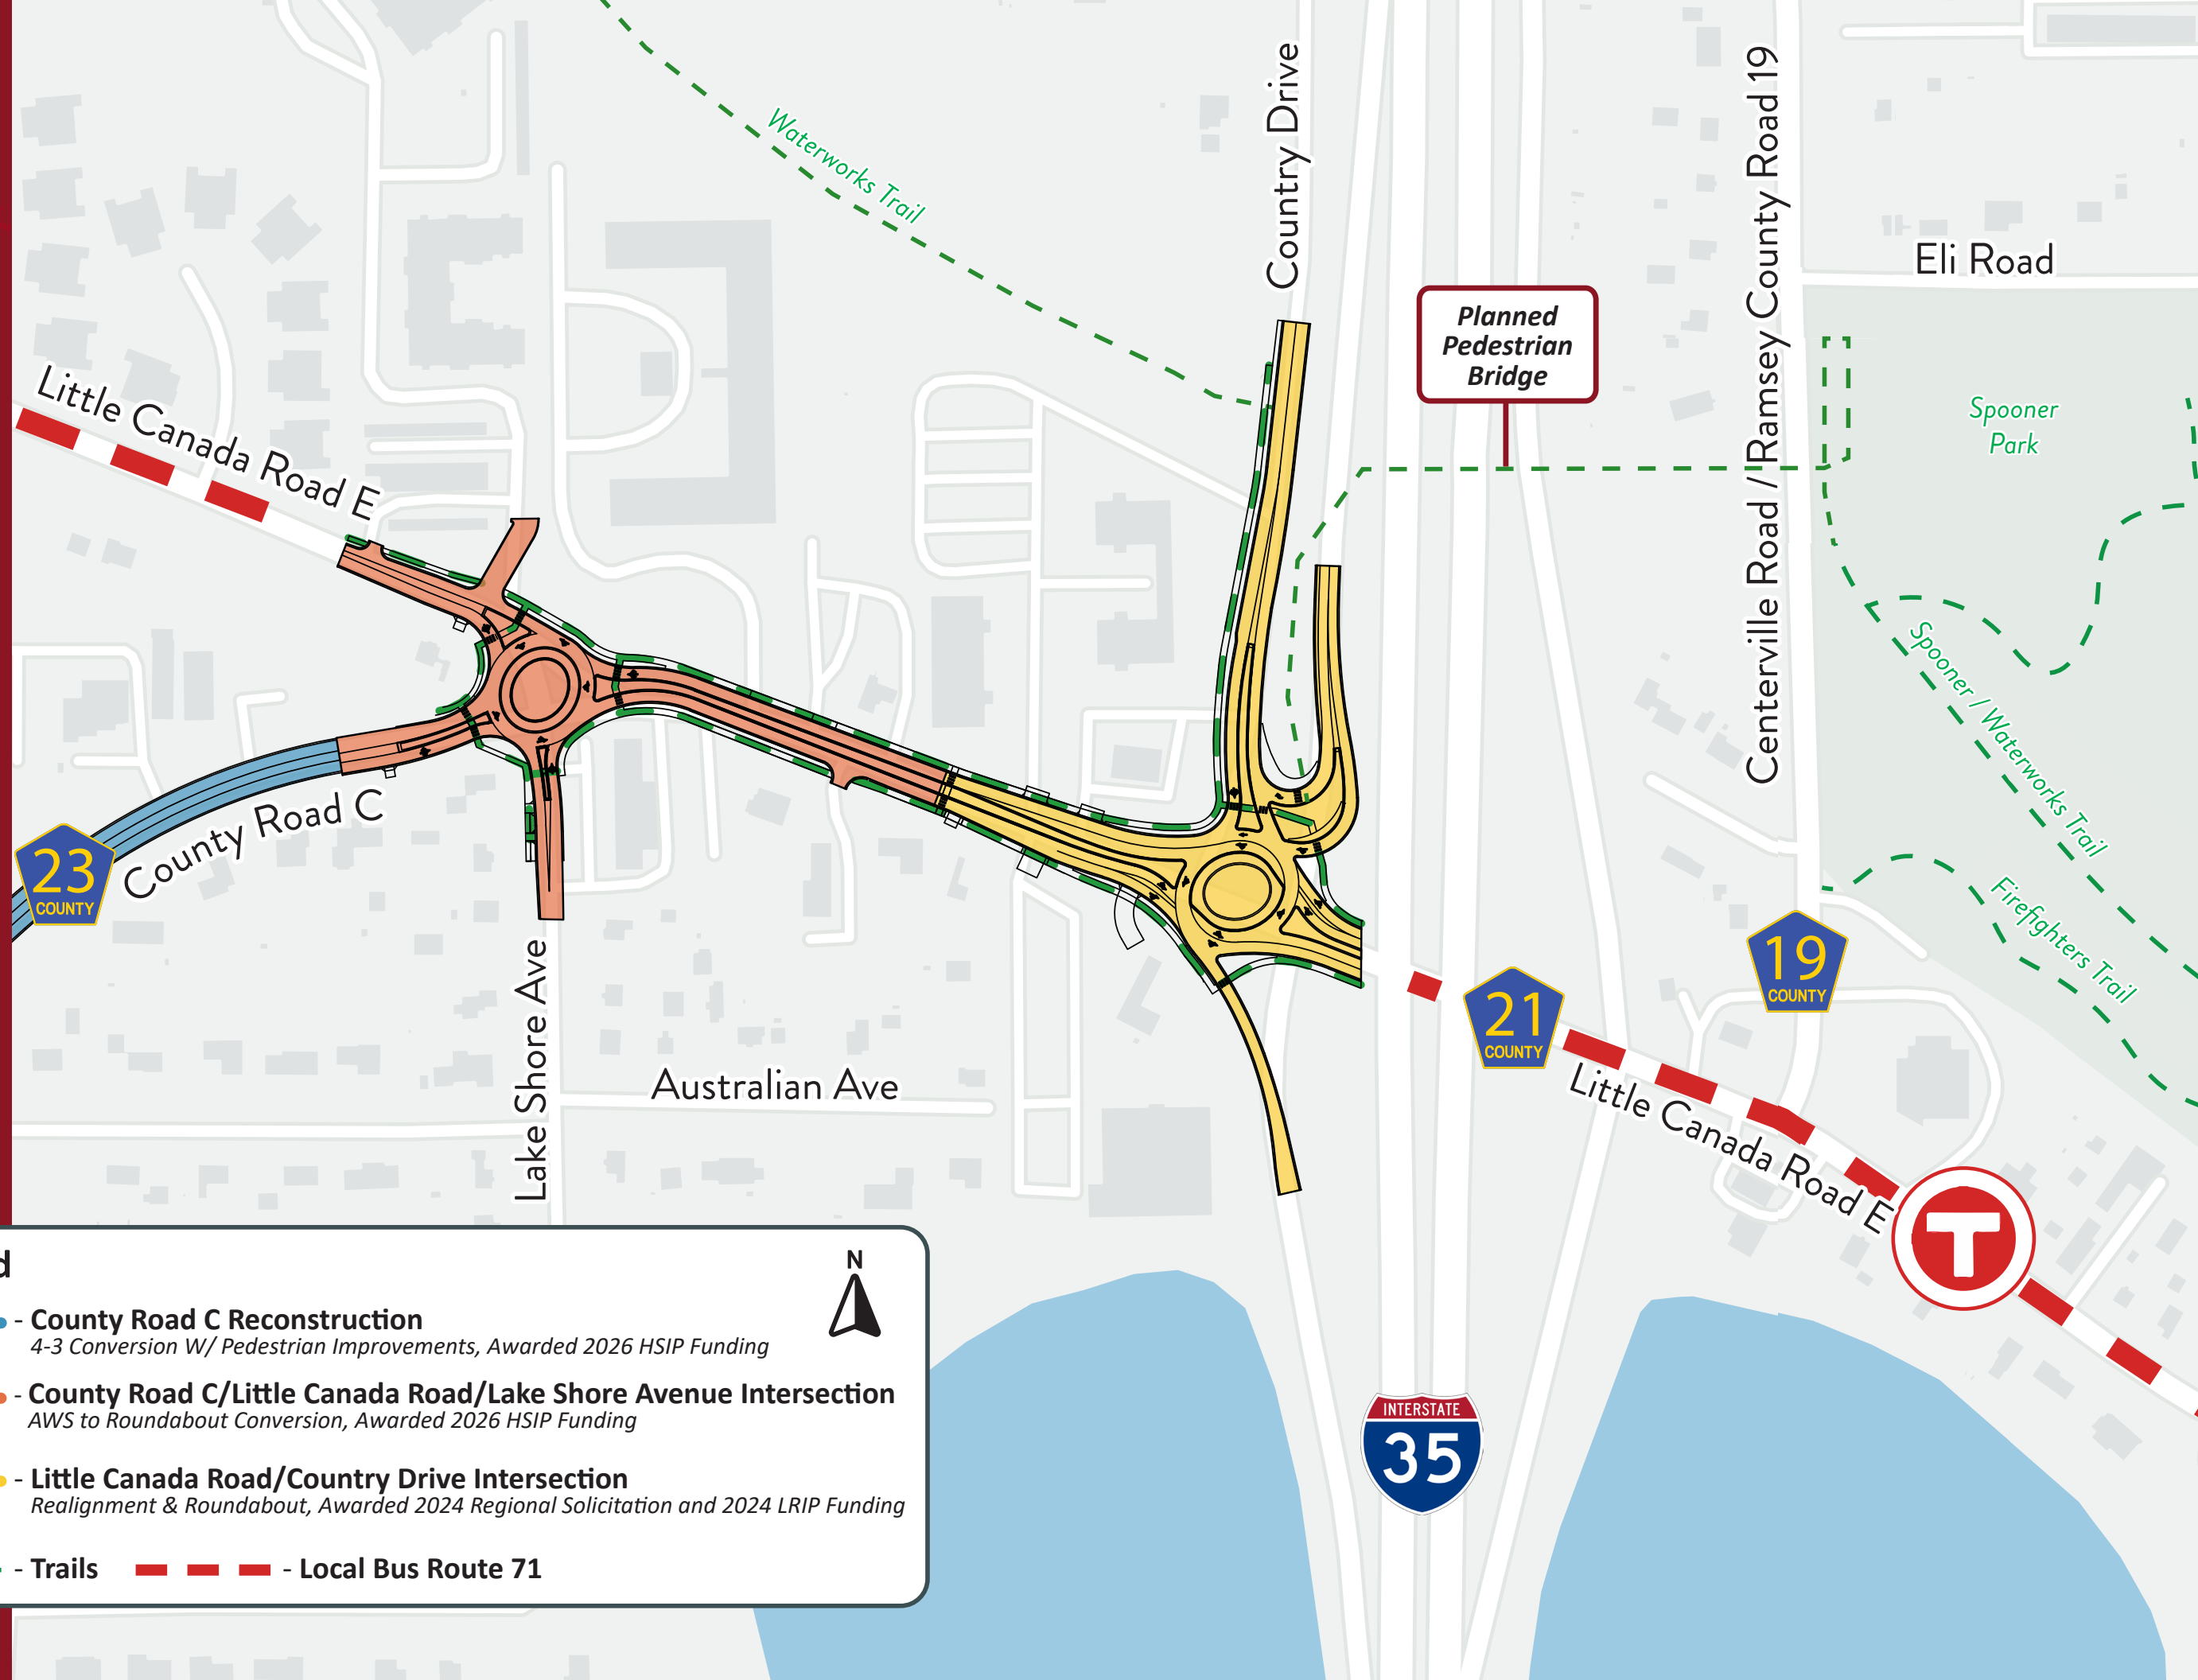 Country Drive
Centerville Road / Ramsey County Road 19
Waterworks Trail
Eli Road
Planned
Pedestrian
Bridge
Spooner
Park
Little Canada Road E
Spooner / Waterworks Trail
County Road C
23
COUNTY
Firefighters Trail
19
COUNTY
21
COUNTY
Lake Shore Ave
Australian Ave
Little Canada Road E
T
d
N
- County Road C Reconstruction
4-3 Conversion W/ Pedestrian Improvements, Awarded 2026 HSIP Funding
- County Road C/Little Canada Road/Lake Shore Avenue Intersection
AWS to Roundabout Conversion, Awarded 2026 HSIP Funding
- Little Canada Road/Country Drive Intersection
Realignment & Roundabout, Awarded 2024 Regional Solicitation and 2024 LRIP Funding
- Trails
- Local Bus Route 71
INTERSTATE
35